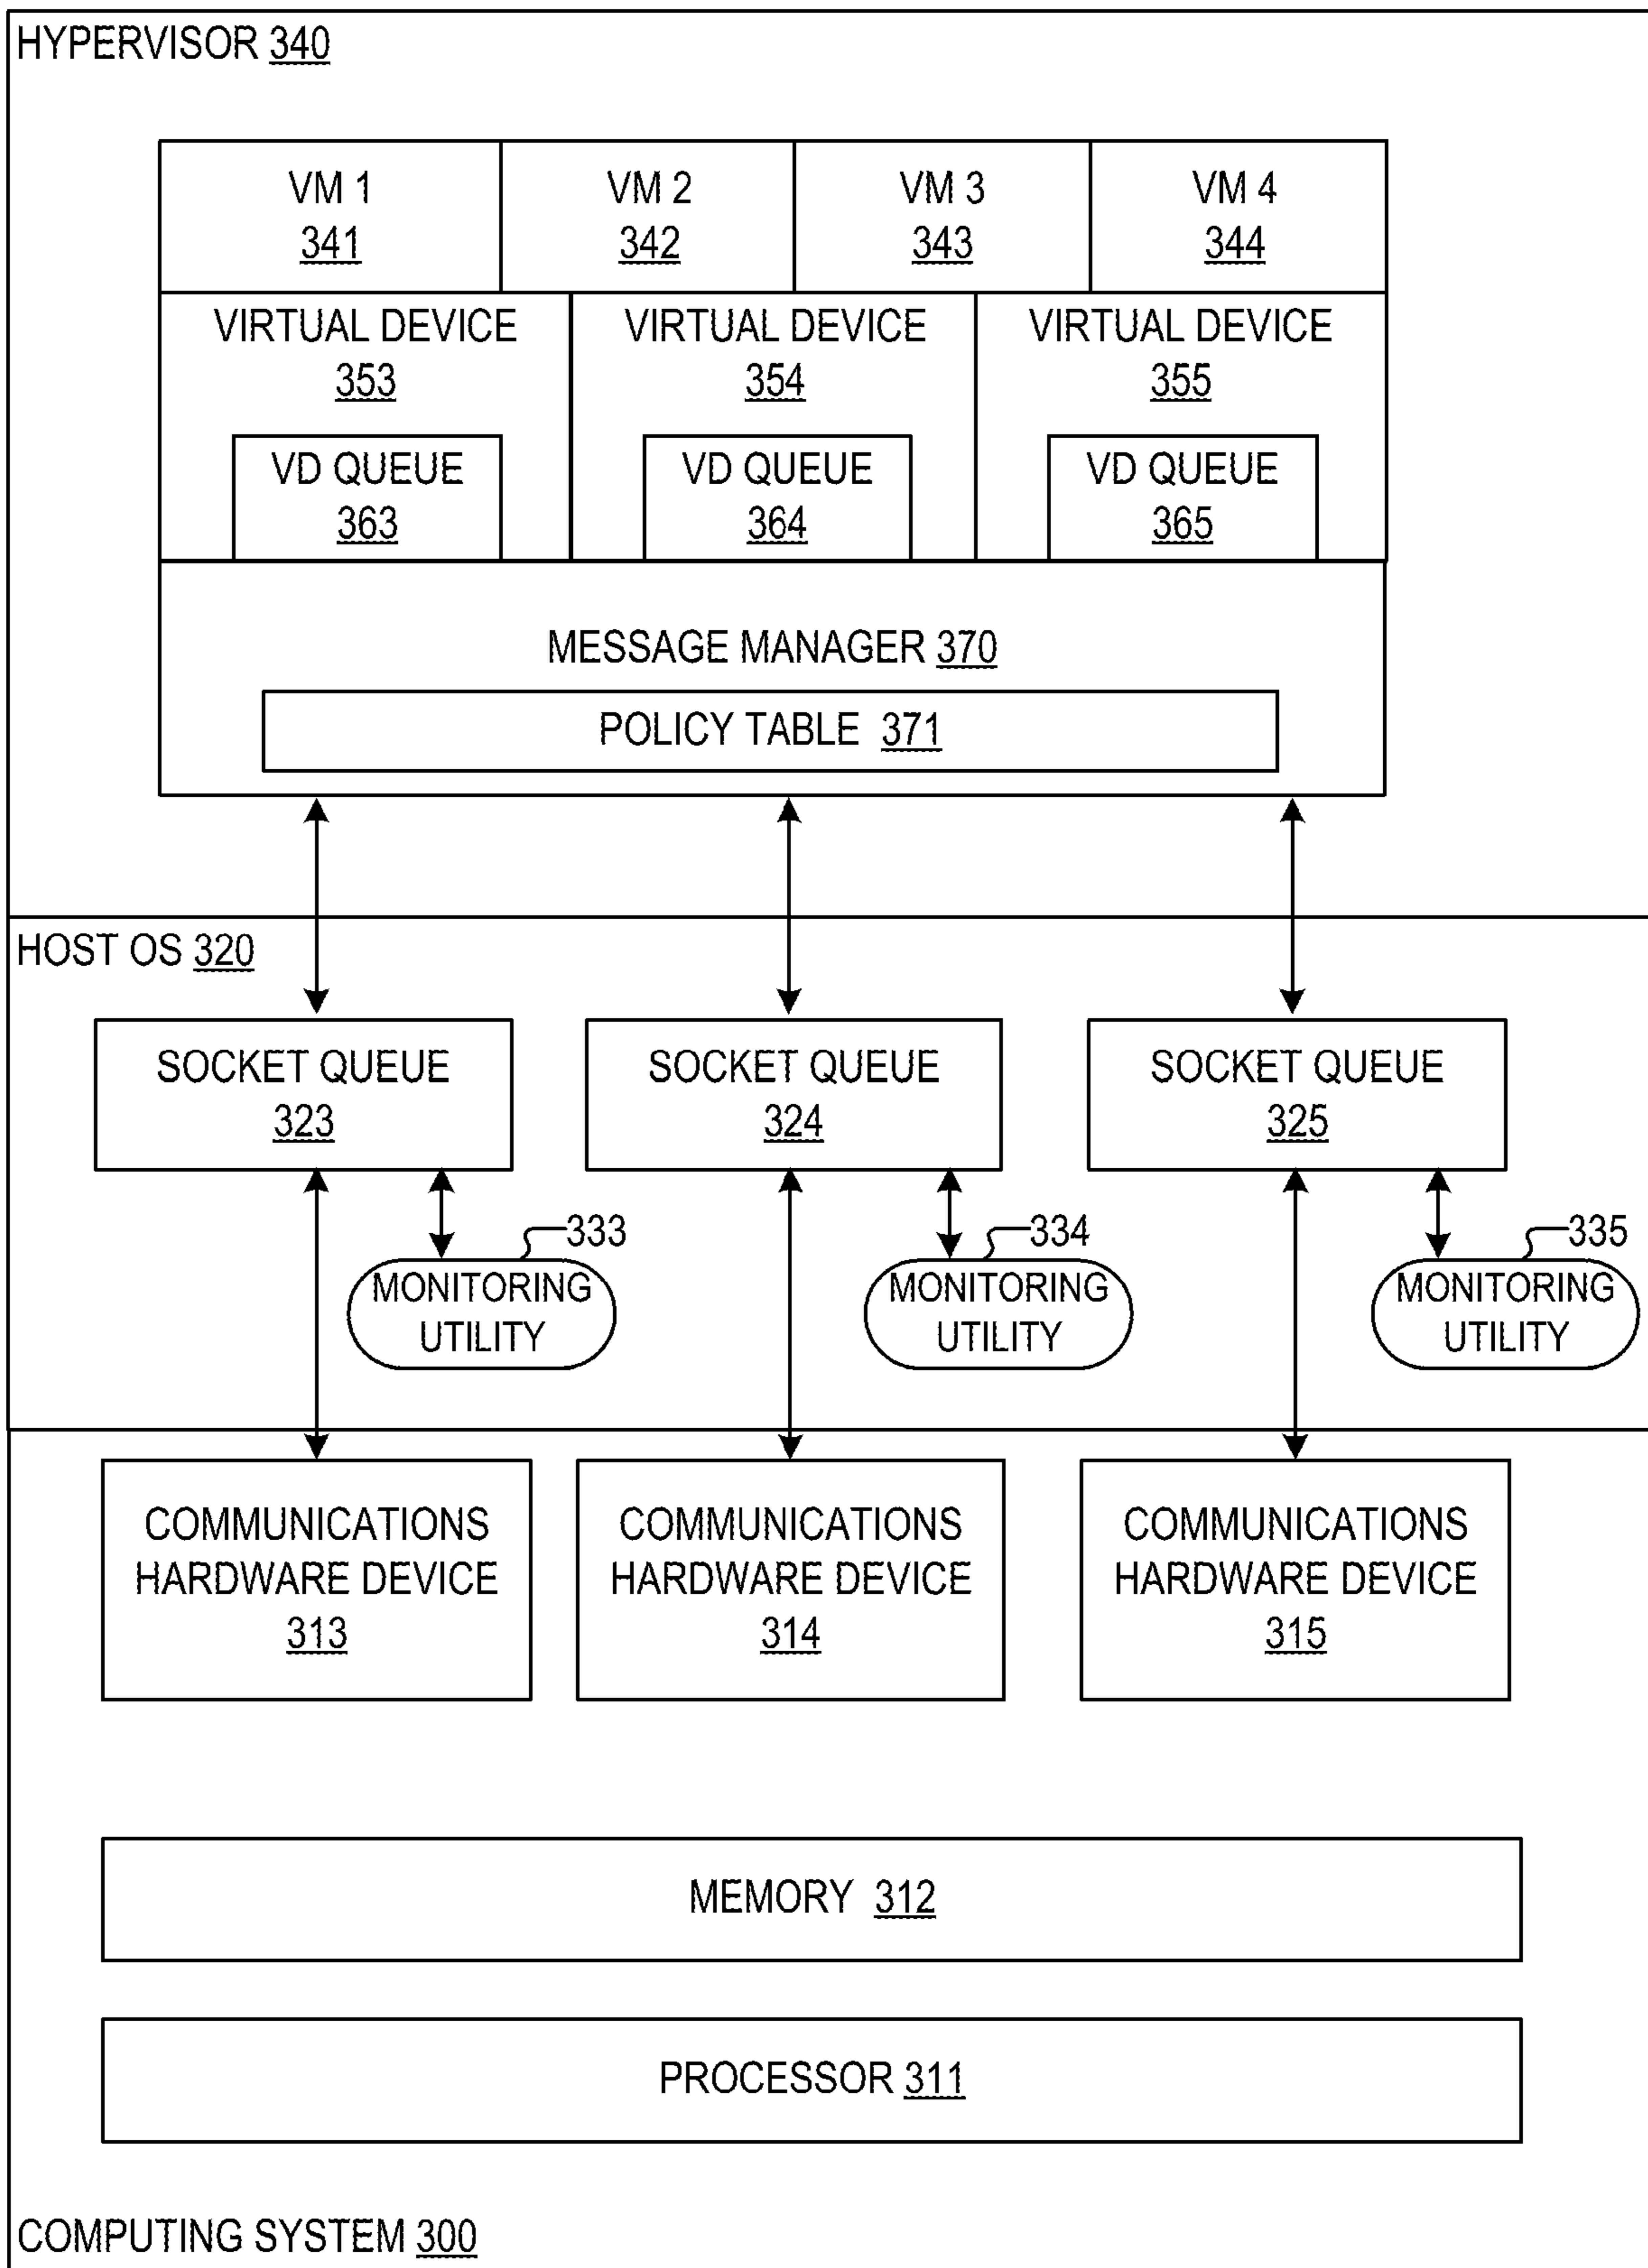 HYPERVISOR 340
VM 1
341
VM 2
342
VM 3
343
VM 4
344
VIRTUAL DEVICE
353
VIRTUAL DEVICE
354
VIRTUAL DEVICE
355
VD QUEUE
363
VD QUEUE
364
VD QUEUE
365
MESSAGE MANAGER 370
POLICY TABLE 371
HOST OS 320
SOCKET QUEUE
323
SOCKET QUEUE
324
SOCKET QUEUE
325
333
MONITORING
UTILITY
334
MONITORING
UTILITY
335
MONITORING
UTILITY
COMMUNICATIONS
HARDWARE DEVICE
313
COMMUNICATIONS
HARDWARE DEVICE
314
COMMUNICATIONS
HARDWARE DEVICE
315
MEMORY 312
PROCESSOR 311
COMPUTING SYSTEM 300